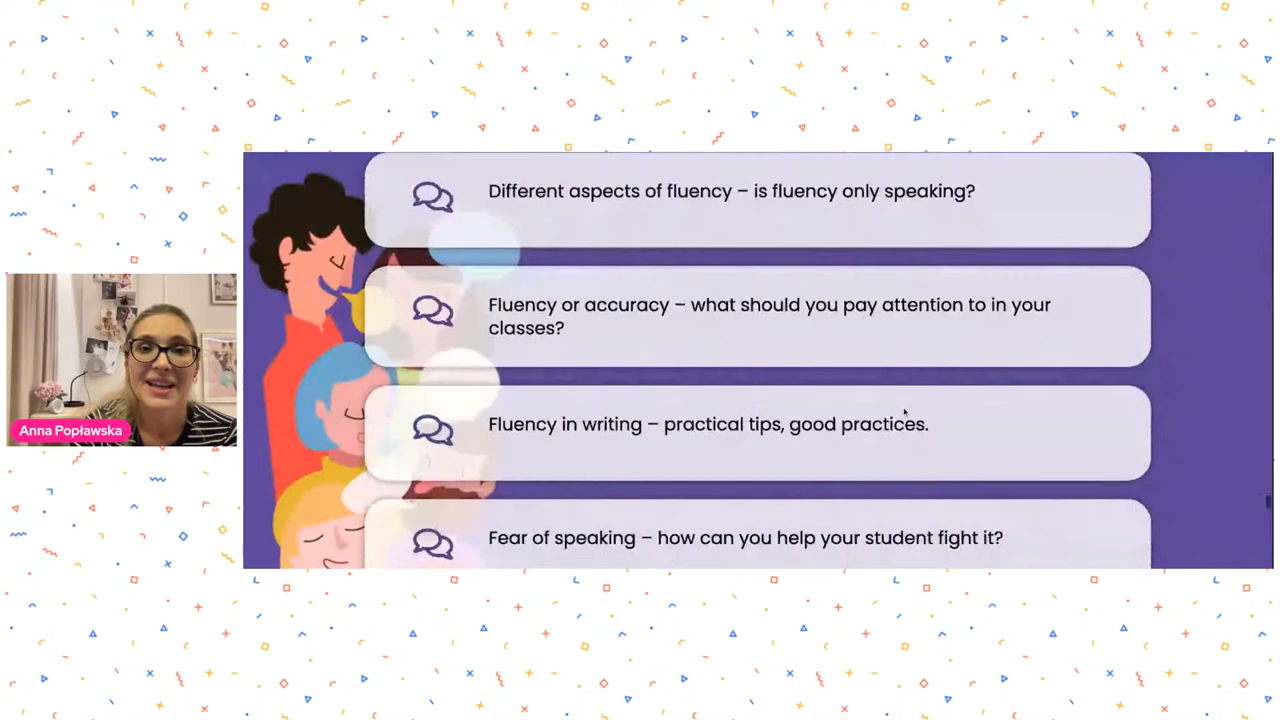 Different aspects of fluency – is fluency only speaking?
Fluency or accuracy – what should you pay attention to in your
classes?
Fluency in writing – practical tips, good practices.
Fear of speaking – how can you help your student fight it?
Anna Popławska